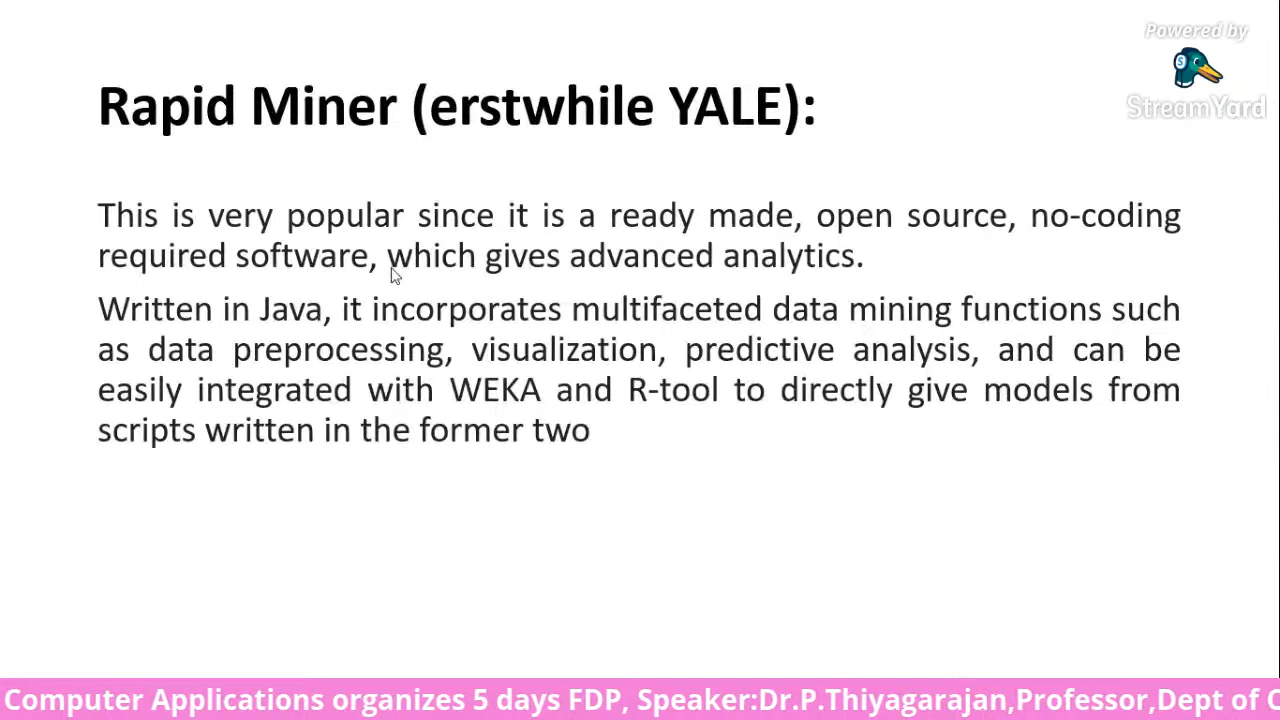 Powered by
StreamYard
Rapid Miner (erstwhile YALE):
This is very popular since it is a ready made, open source, no-coding
required software, which gives advanced analytics.
Written in Java, it incorporates multifaceted data mining functions such
as data preprocessing, visualization, predictive analysis, and can be
easily integrated with WEKA and R-tool to directly give models from
scripts written in the former two
Computer Applications organizes 5 days FDP, Speaker:Dr.P.Thiyagarajan,Professor,Dept of C